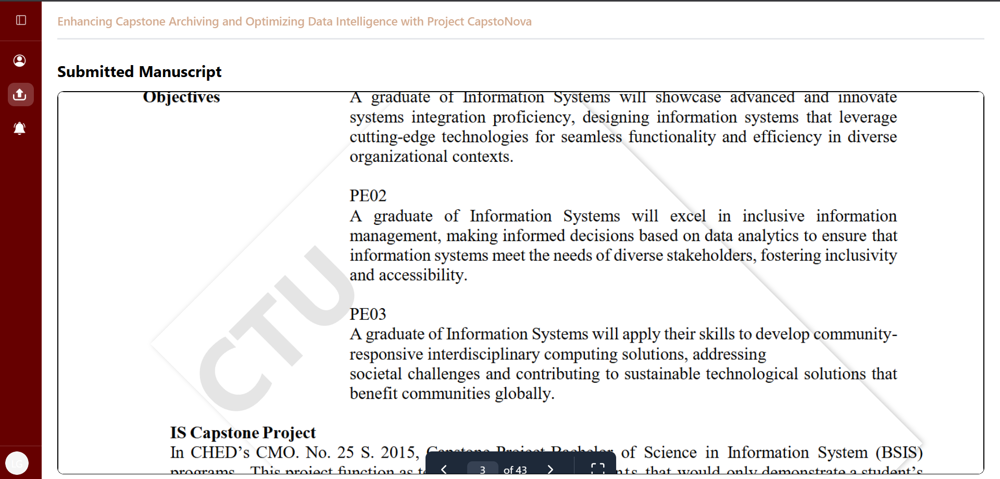 Enhancing Capstone Archiving and Optimizing Data Intelligence with Project CapstoNova
Submitted Manuscript
Objectives
A graduate of Information Systems will showcase advanced and innovate
systems integration proficiency, designing information systems that leverage
cutting-edge technologies for seamless functionality and efficiency in diverse
organizational contexts.
PE02
A graduate of Information Systems will excel in inclusive information
management, making informed decisions based on data analytics to ensure that
information systems meet the needs of diverse stakeholders, fostering inclusivity
and accessibility.
PE03
A graduate of Information Systems will apply their skills to develop community-
responsive interdisciplinary computing solutions, addressing
societal challenges and contributing to sustainable technological solutions that
benefit communities globally.
CTU
IS Capstone Project
In CHED’s CMO. No. 25 S. 2015, Capstone Project Bachelor of Science in Information System (BSIS)
programs. This project function as that would only demonstrate a student’s
3 of 43
LG